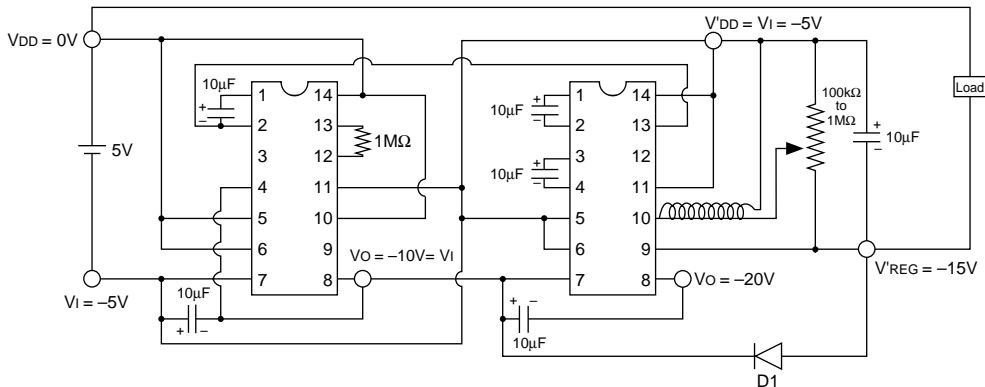 VDD = 0V
5V
VI = –5V
10μF
+
–
1
2
3
4
5
6
7
14
13
12
11
10
9
8
1MΩ
VO = –10V= VI
10μF
+
–
10μF
+
–
10μF
+
–
1
2
3
4
5
6
7
14
13
12
11
10
9
8
+
–
10μF
V'DD = VI = –5V
100kΩ
to
1MΩ
+
10μF
–
Load
VO = –20V
V'REG = –15V
D1